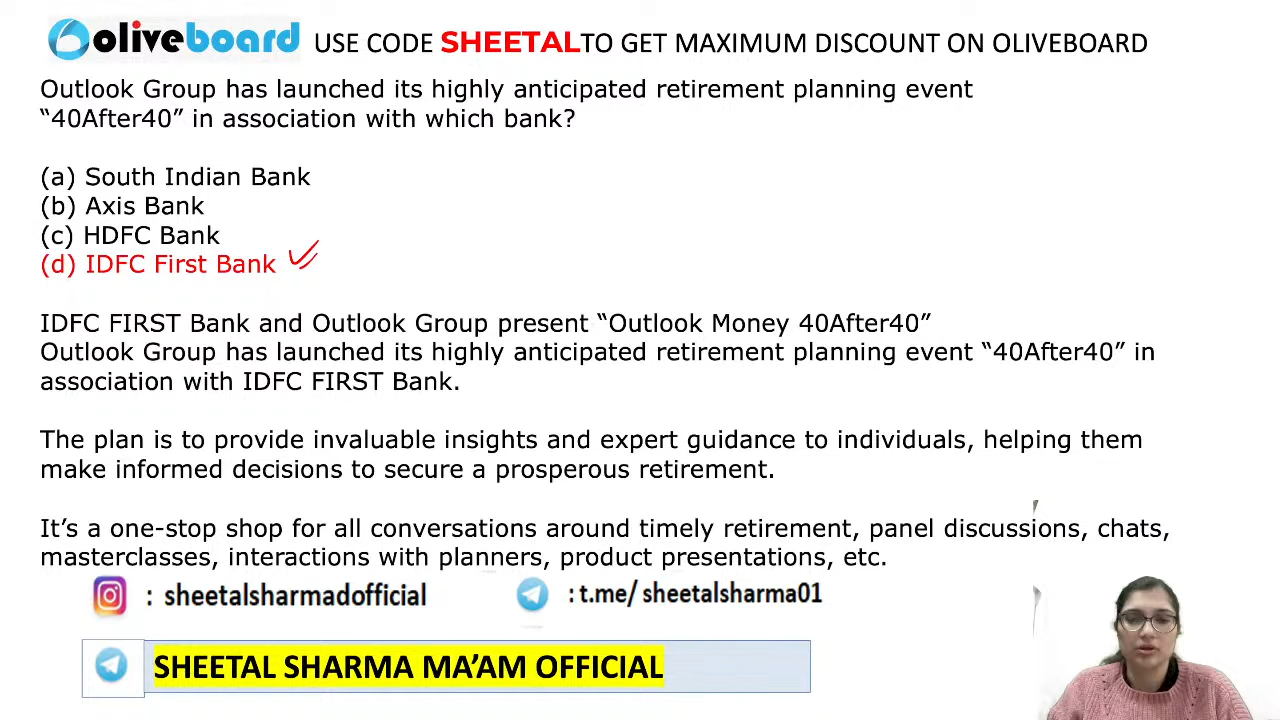 oliveboard USE CODE SHEETAL TO GET MAXIMUM DISCOUNT ON OLIVEBOARD
Outlook Group has launched its highly anticipated retirement planning event
“40After40” in association with which bank?
(a) South Indian Bank
(b) Axis Bank
(c) HDFC Bank
(d) IDFC First Bank
IDFC FIRST Bank and Outlook Group present “Outlook Money 40After40”
Outlook Group has launched its highly anticipated retirement planning event “40After40” in
association with IDFC FIRST Bank.
The plan is to provide invaluable insights and expert guidance to individuals, helping them
make informed decisions to secure a prosperous retirement.
It’s a one-stop shop for all conversations around timely retirement, panel discussions, chats,
masterclasses, interactions with planners, product presentations, etc.
: sheetalsharmadofficial : t.me/ sheetalsharma01
SHEETAL SHARMA MA’AM OFFICIAL